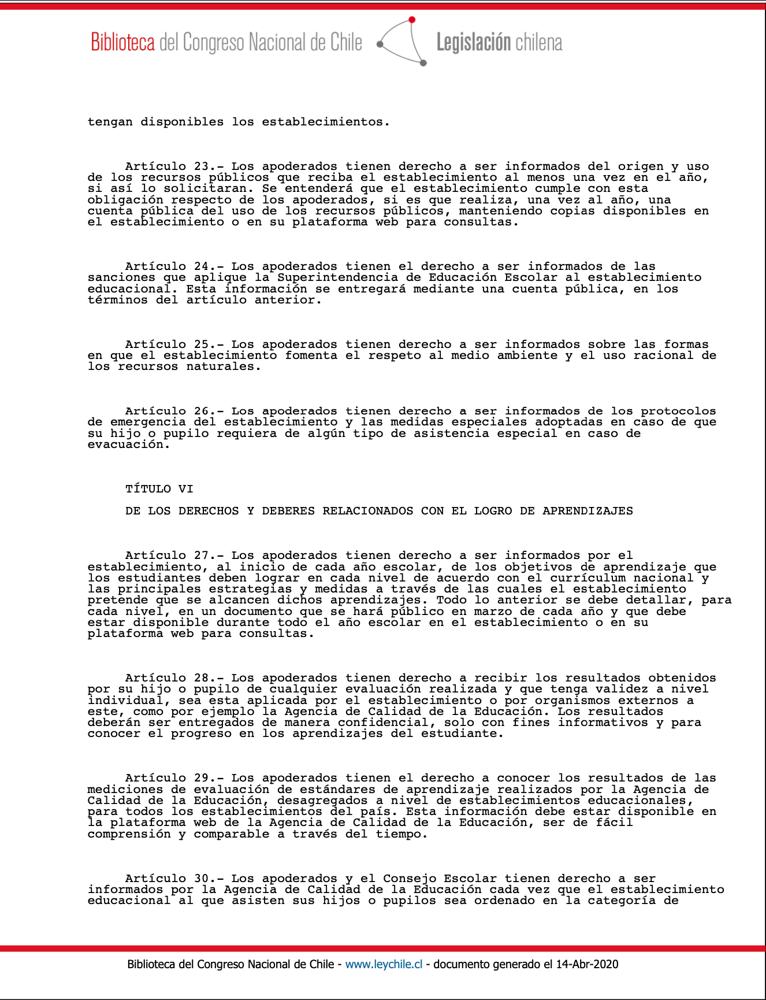 Biblioteca del Congreso Nacional de Chile Legislación chilena
tengan disponibles los establecimientos.
Artículo 23.- Los apoderados tienen derecho a ser informados del origen y uso
de los recursos públicos que reciba el establecimiento al menos una vez en el año,
si así lo solicitaran. Se entenderá que el establecimiento cumple con esta
obligación respecto de los apoderados, si es que realiza, una vez al año, una
cuenta pública del uso de los recursos públicos, manteniendo copias disponibles en
el establecimiento o en su plataforma web para consultas.
Artículo 24.- Los apoderados tienen el derecho a ser informados de las
sanciones que aplique la Superintendencia de Educación Escolar al establecimiento
educacional. Esta información se entregará mediante una cuenta pública, en los
términos del artículo anterior.
Artículo 25.- Los apoderados tienen derecho a ser informados sobre las formas
en que el establecimiento fomenta el respeto al medio ambiente y el uso racional de
los recursos naturales.
Artículo 26.- Los apoderados tienen derecho a ser informados de los protocolos
de emergencia del establecimiento y las medidas especiales adoptadas en caso de que
su hijo o pupilo requiera de algún tipo de asistencia especial en caso de
evacuación.
TÍTULO VI
DE LOS DERECHOS Y DEBERES RELACIONADOS CON EL LOGRO DE APRENDIZAJES
Artículo 27.- Los apoderados tienen derecho a ser informados por el
establecimiento, al inicio de cada año escolar, de los objetivos de aprendizaje que
los estudiantes deben lograr en cada nivel de acuerdo con el currículum nacional y
las principales estrategias y medidas a través de las cuales el establecimiento
pretende que se alcancen dichos aprendizajes. Todo lo anterior se debe detallar, para
cada nivel, en un documento que se hará público en marzo de cada año y que debe
estar disponible durante todo el año escolar en el establecimiento o en su
plataforma web para consultas.
Artículo 28.- Los apoderados tienen derecho a recibir los resultados obtenidos
por su hijo o pupilo de cualquier evaluación realizada y que tenga validez a nivel
individual, sea esta aplicada por el establecimiento o por organismos externos a
este, como por ejemplo la Agencia de Calidad de la Educación. Los resultados
deberán ser entregados de manera confidencial, solo con fines informativos y para
conocer el progreso en los aprendizajes del estudiante.
Artículo 29.- Los apoderados tienen el derecho a conocer los resultados de las
mediciones de evaluación de estándares de aprendizaje realizados por la Agencia de
Calidad de la Educación, desagregados a nivel de establecimientos educacionales,
para todos los establecimientos del país. Esta información debe estar disponible en
la plataforma web de la Agencia de Calidad de la Educación, ser de fácil
comprensión y comparable a través del tiempo.
Artículo 30.- Los apoderados y el Consejo Escolar tienen derecho a ser
informados por la Agencia de Calidad de la Educación cada vez que el establecimiento
educacional al que asisten sus hijos o pupilos sea ordenado en la categoría de
Biblioteca del Congreso Nacional de Chile - www.leychile.cl - documento generado el 14-Abr-2020